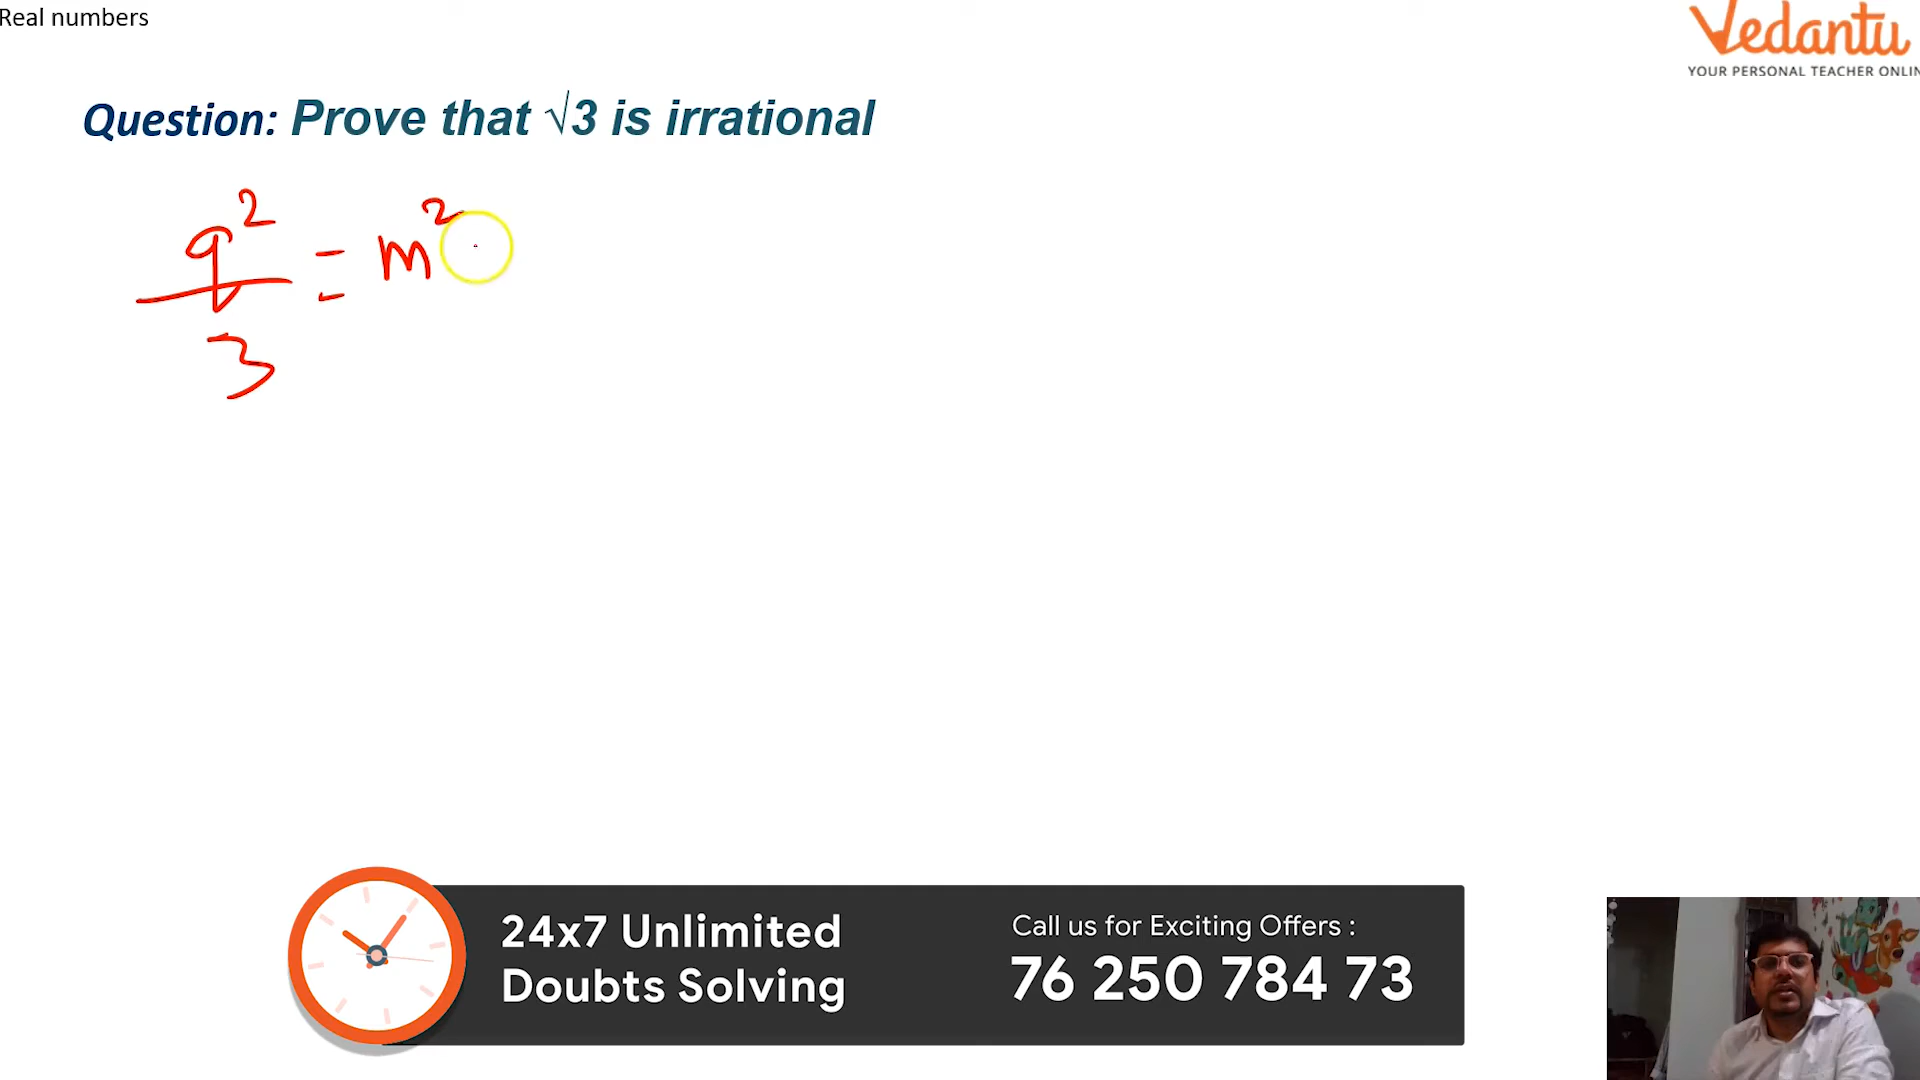 Real numbers
Vedantu
YOUR PERSONAL TEACHER ONLIN
Question: Prove that √3 is irrational
q² / 3 = m²
24x7 Unlimited
Doubts Solving
Call us for Exciting Offers :
76 250 784 73